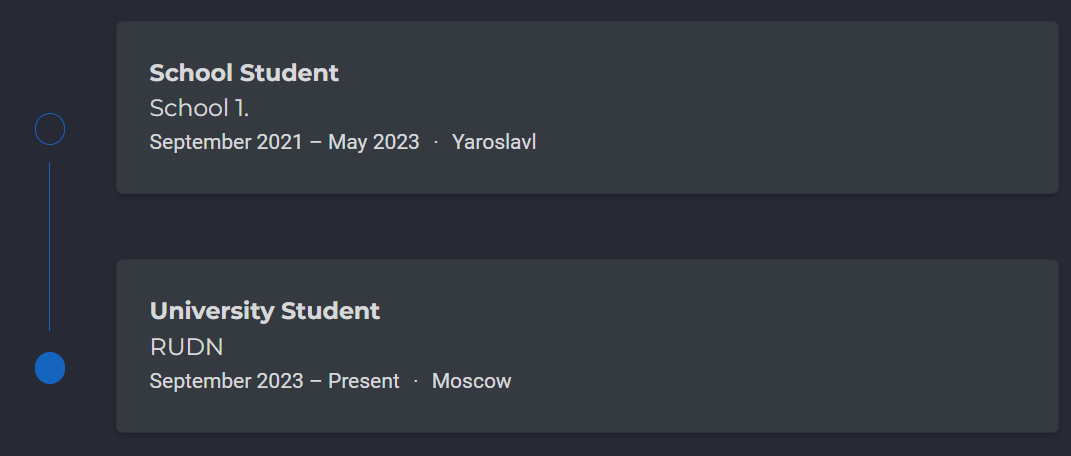 School Student
School 1.
September 2021 – May 2023 · Yaroslavl
University Student
RUDN
September 2023 – Present · Moscow